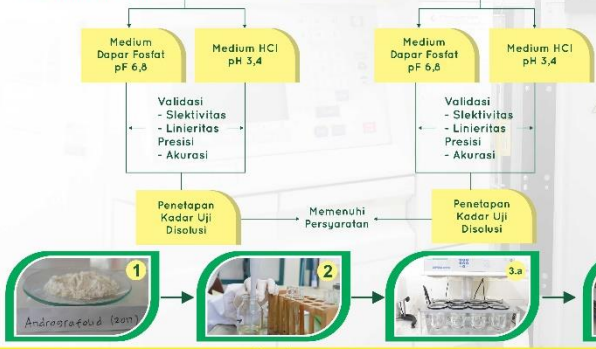 Medium
Dapar Fosfat
pF 6,8
Medium HCl
pH 3,4
Medium
Dapar Fosfat
pF 6,8
Medium HCl
pH 3,4
Validasi
- Slektivitas
- Linieritas
Presisi
- Akurasi
Validasi
- Slektivitas
- Linieritas
Presisi
- Akurasi
Penetapan
Kadar Uji
Disolusi
Memenuhi
Persyaratan
Penetapan
Kadar Uji
Disolusi
1
2
3.a
Andrografolid (2017)